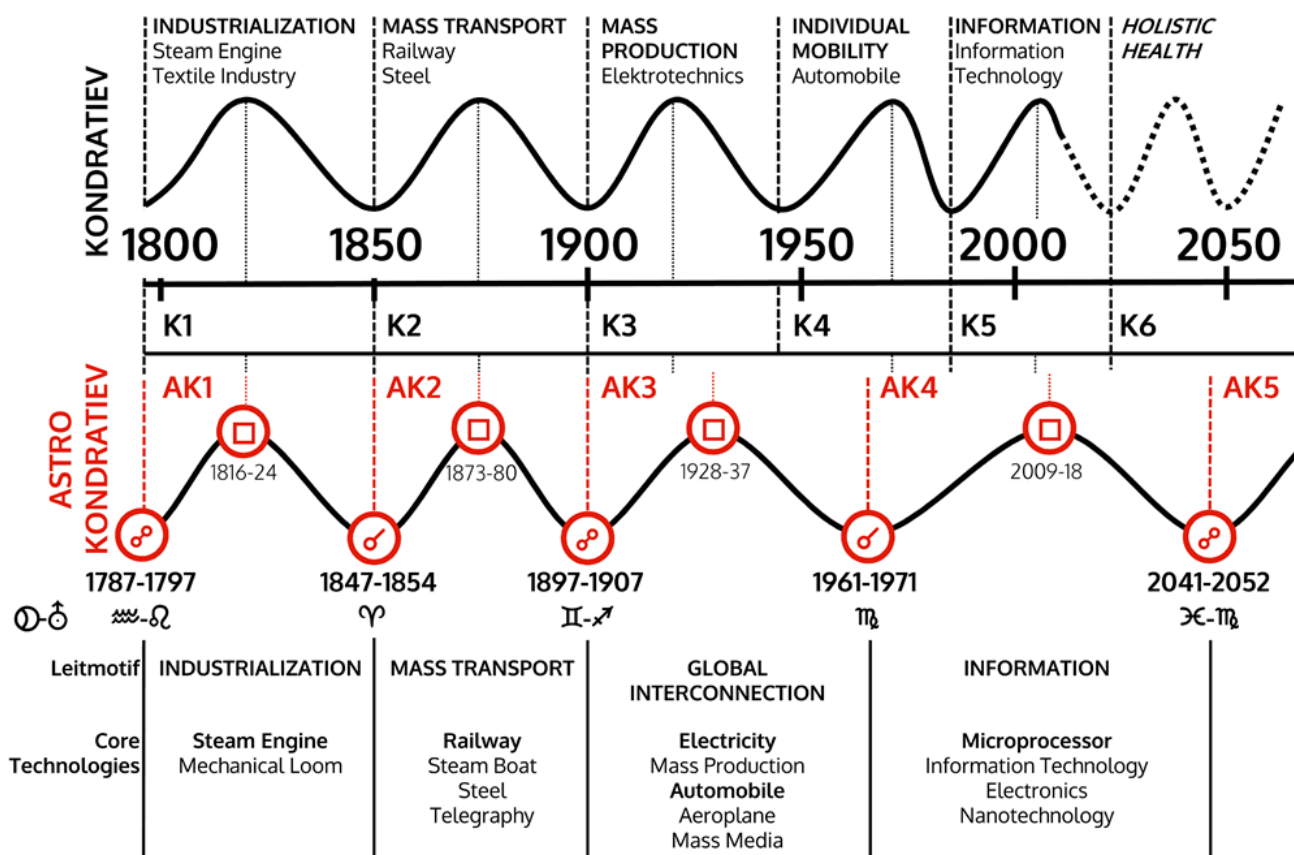 INDUSTRIALIZATION
Steam Engine
Textile Industry
MASS TRANSPORT
Railway
Steel
MASS
PRODUCTION
Elektrotechnics
INDIVIDUAL
MOBILITY
Automobile
INFORMATION
Information
Technology
HOLISTIC
HEALTH
KONDRATIEV
1800 1850 1900 1950 2000 2050
K1 K2 K3 K4 K5 K6
ASTRO
KONDRATIEV
AK1 AK2 AK3 AK4 AK5
1816-24 1873-80 1928-37 2009-18
1787-1797 1847-1854 1897-1907 1961-1971 2041-2052
♒-♌ ♈ ♊-♐ ♍ ♓-♍
Leitmotif
INDUSTRIALIZATION
MASS TRANSPORT
GLOBAL
INTERCONNECTION
INFORMATION
Core
Technologies
Steam Engine
Mechanical Loom
Railway
Steam Boat
Steel
Telegraphy
Electricity
Mass Production
Automobile
Aeroplane
Mass Media
Microprocessor
Information Technology
Electronics
Nanotechnology